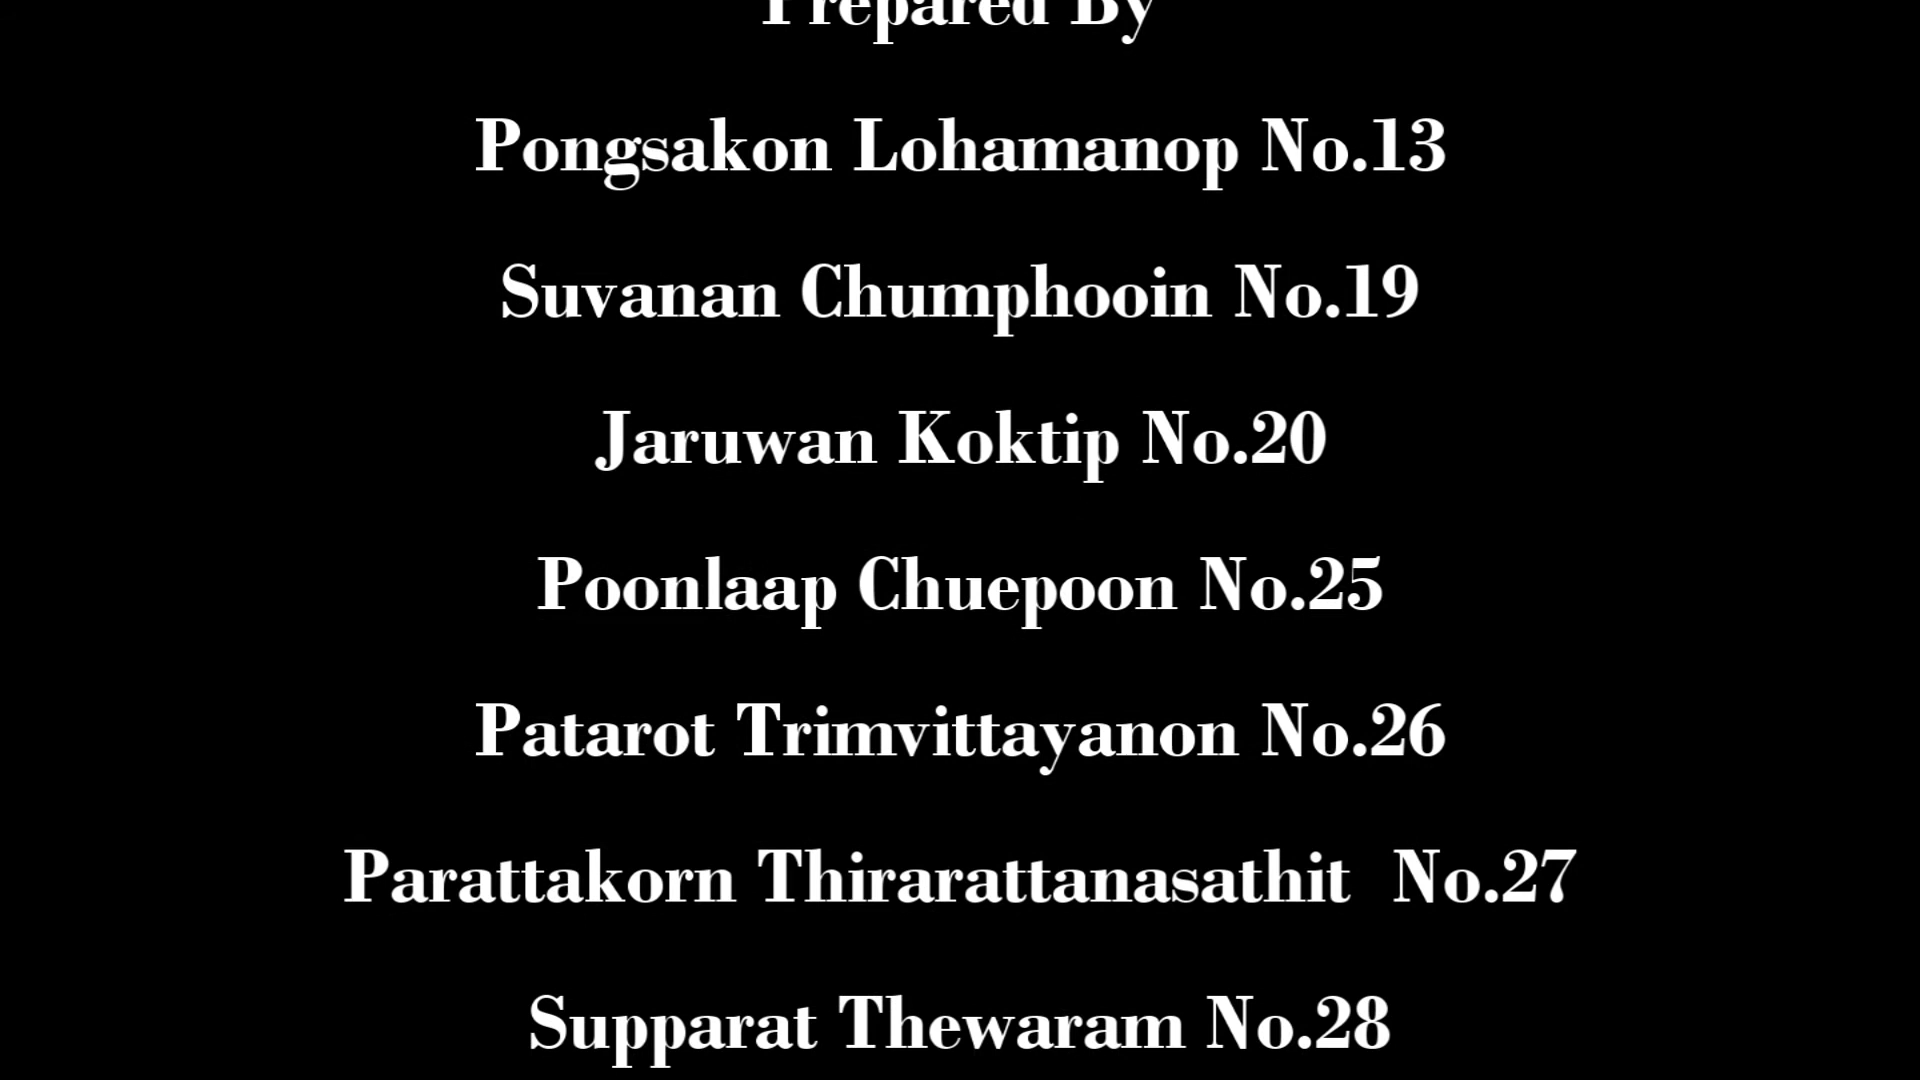 Prepared By
Pongsakon Lohamanop No.13
Suvanan Chumphooin No.19
Jaruwan Koktip No.20
Poonlaap Chuepoon No.25
Patarot Trimvittayanon No.26
Parattakorn Thirarattanasathit  No.27
Supparat Thewaram No.28